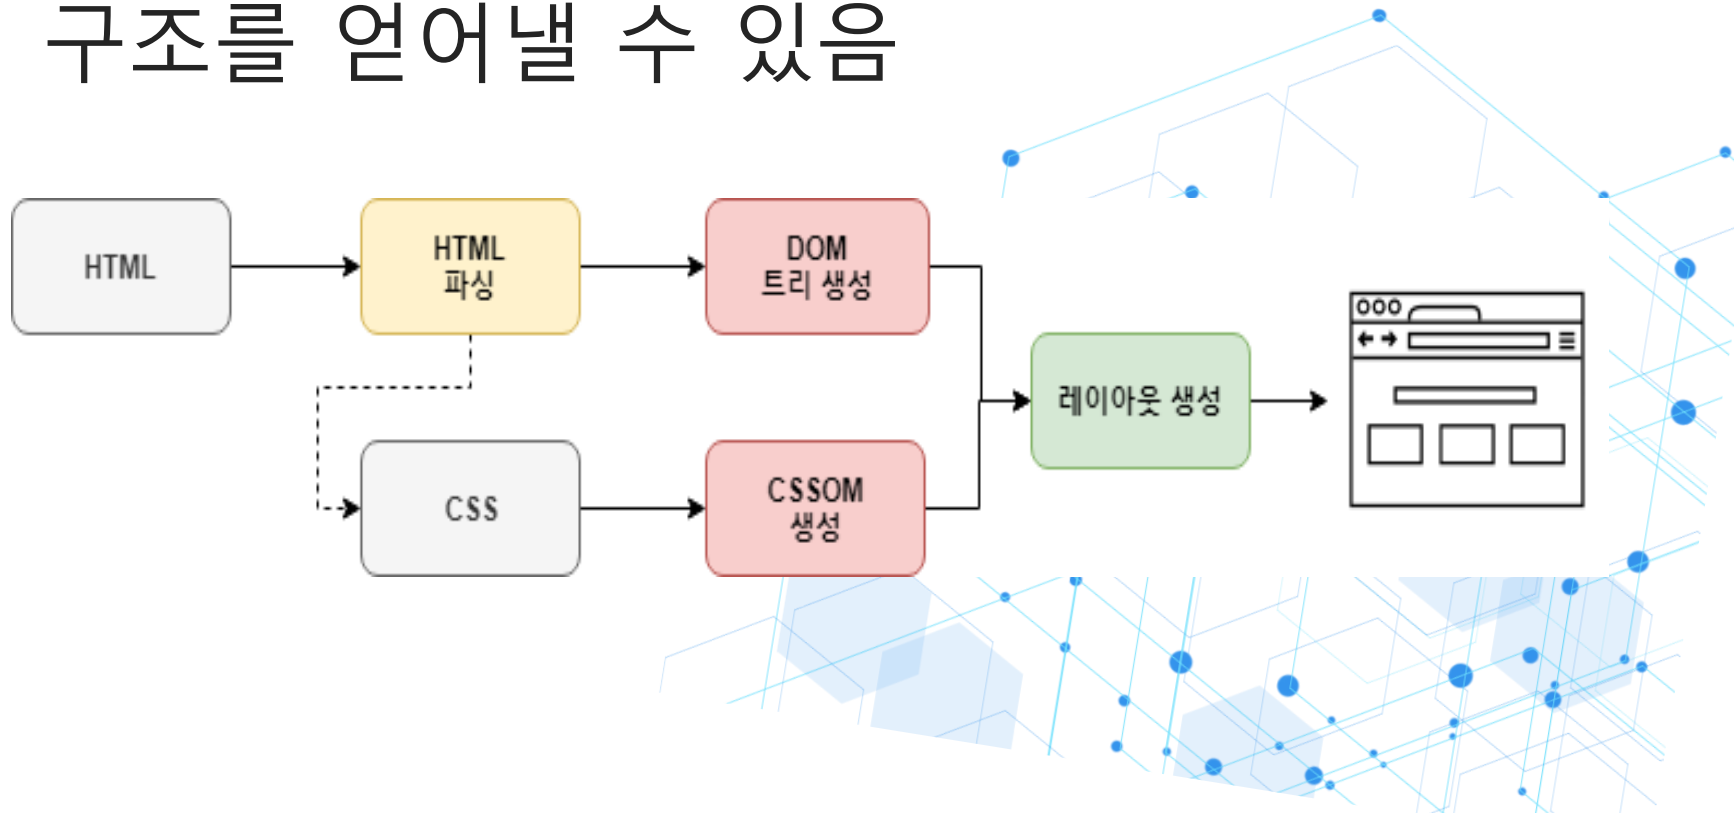 구조를 얻어낼 수 있음
HTML
HTML
파싱
DOM
트리 생성
레이아웃 생성
CSS
CSSOM
생성